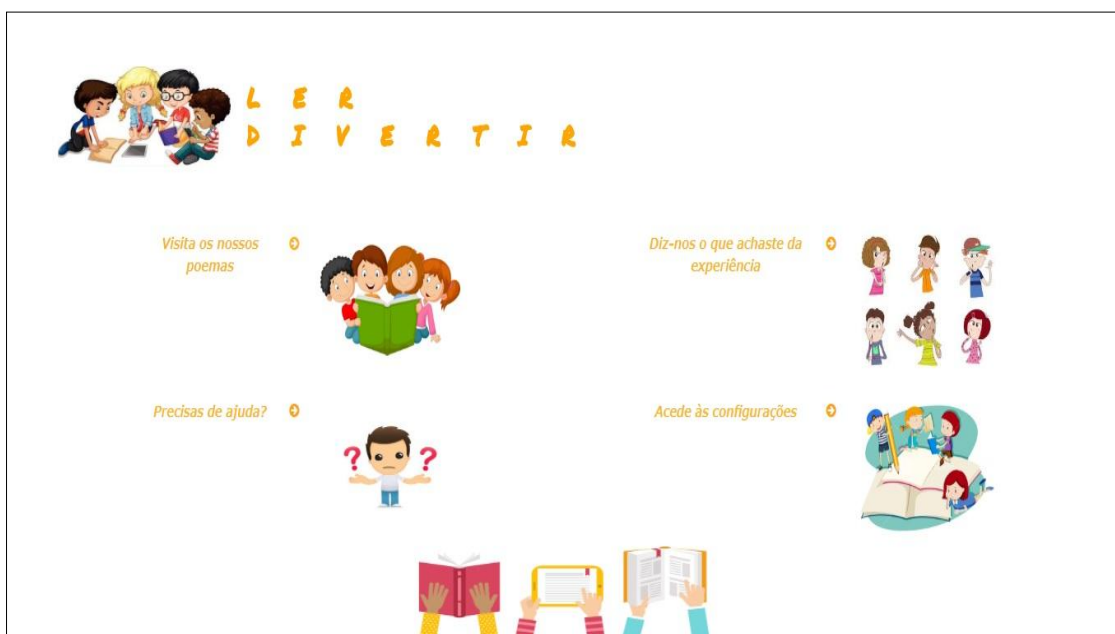 L E R
D I V E R T I R
Visita os nossos
poemas
Diz-nos o que achaste da
experiência
Precisas de ajuda?
Acede às configurações
? ?